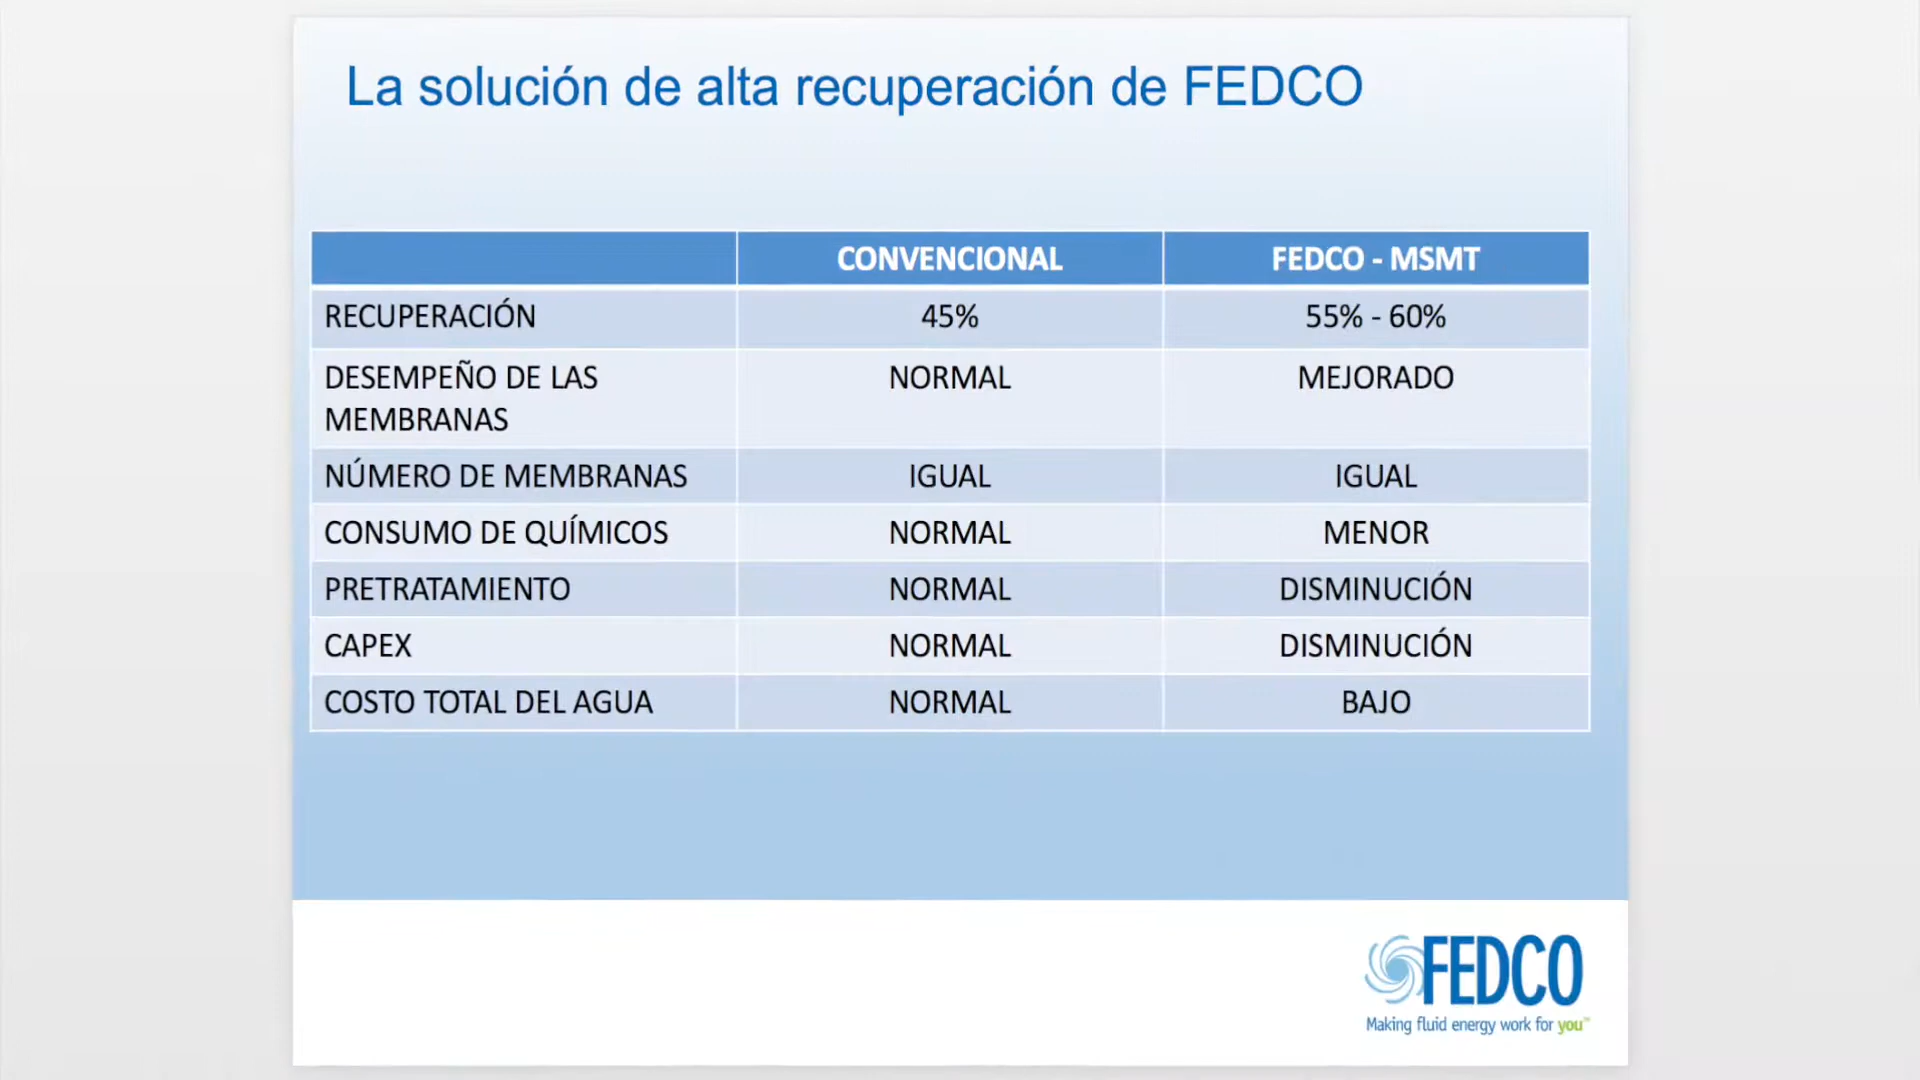 La solución de alta recuperación de FEDCO
CONVENCIONAL
FEDCO - MSMT
RECUPERACIÓN
45%
55% - 60%
DESEMPEÑO DE LAS
MEMBRANAS
NORMAL
MEJORADO
NÚMERO DE MEMBRANAS
IGUAL
IGUAL
CONSUMO DE QUÍMICOS
NORMAL
MENOR
PRETRATAMIENTO
NORMAL
DISMINUCIÓN
CAPEX
NORMAL
DISMINUCIÓN
COSTO TOTAL DEL AGUA
NORMAL
BAJO
FEDCO
Making fluid energy work for you™